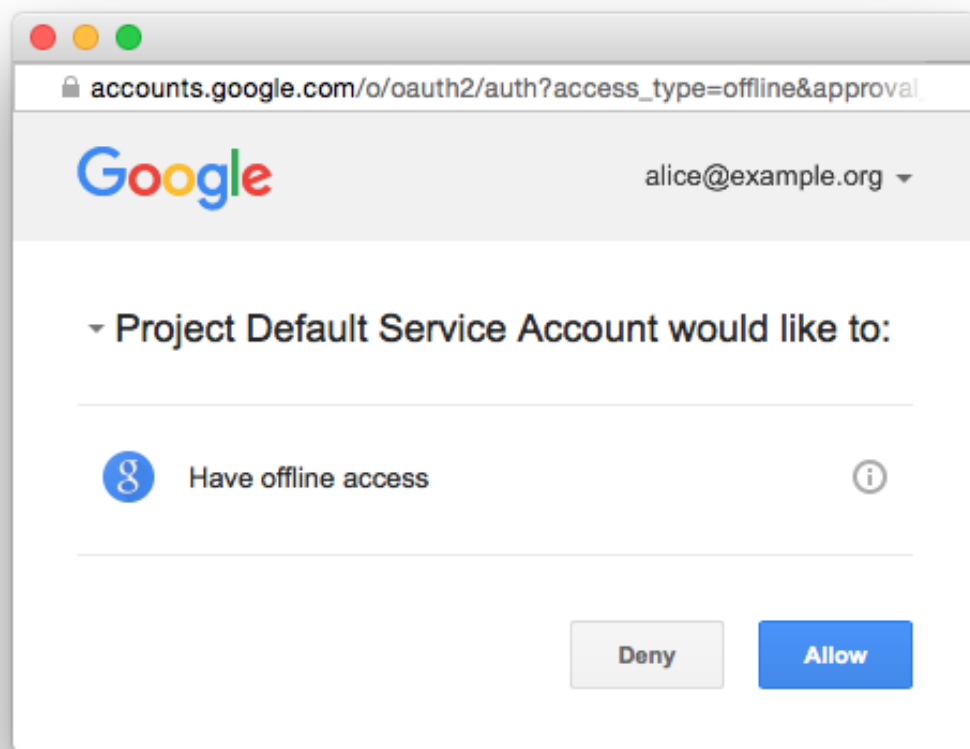 accounts.google.com/o/oauth2/auth?access_type=offline&approval_
Google
alice@example.org
Project Default Service Account would like to:
g
Have offline access
i
Deny
Allow